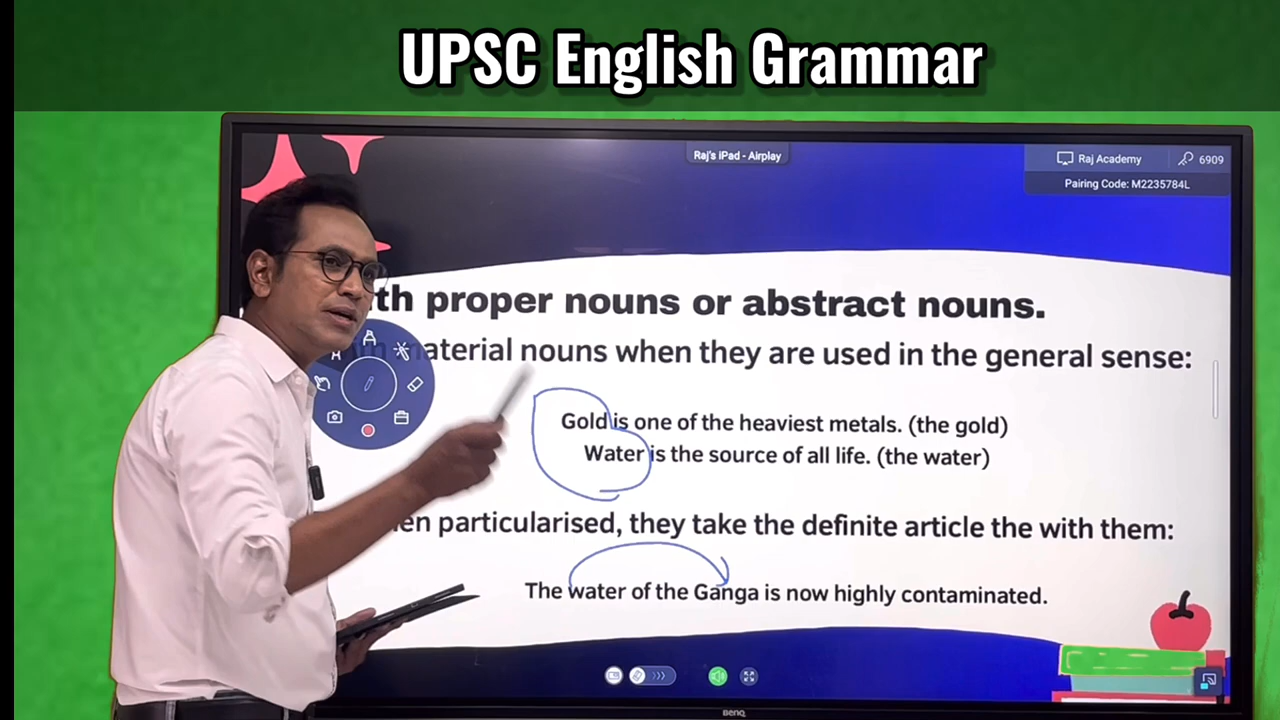 UPSC English Grammar
Raj's iPad - Airplay
Raj Academy
6909
Pairing Code: M2235784L
th proper nouns or abstract nouns.
material nouns when they are used in the general sense:
Gold is one of the heaviest metals. (the gold)
Water is the source of all life. (the water)
en particularised, they take the definite article the with them:
The water of the Ganga is now highly contaminated.
BenQ